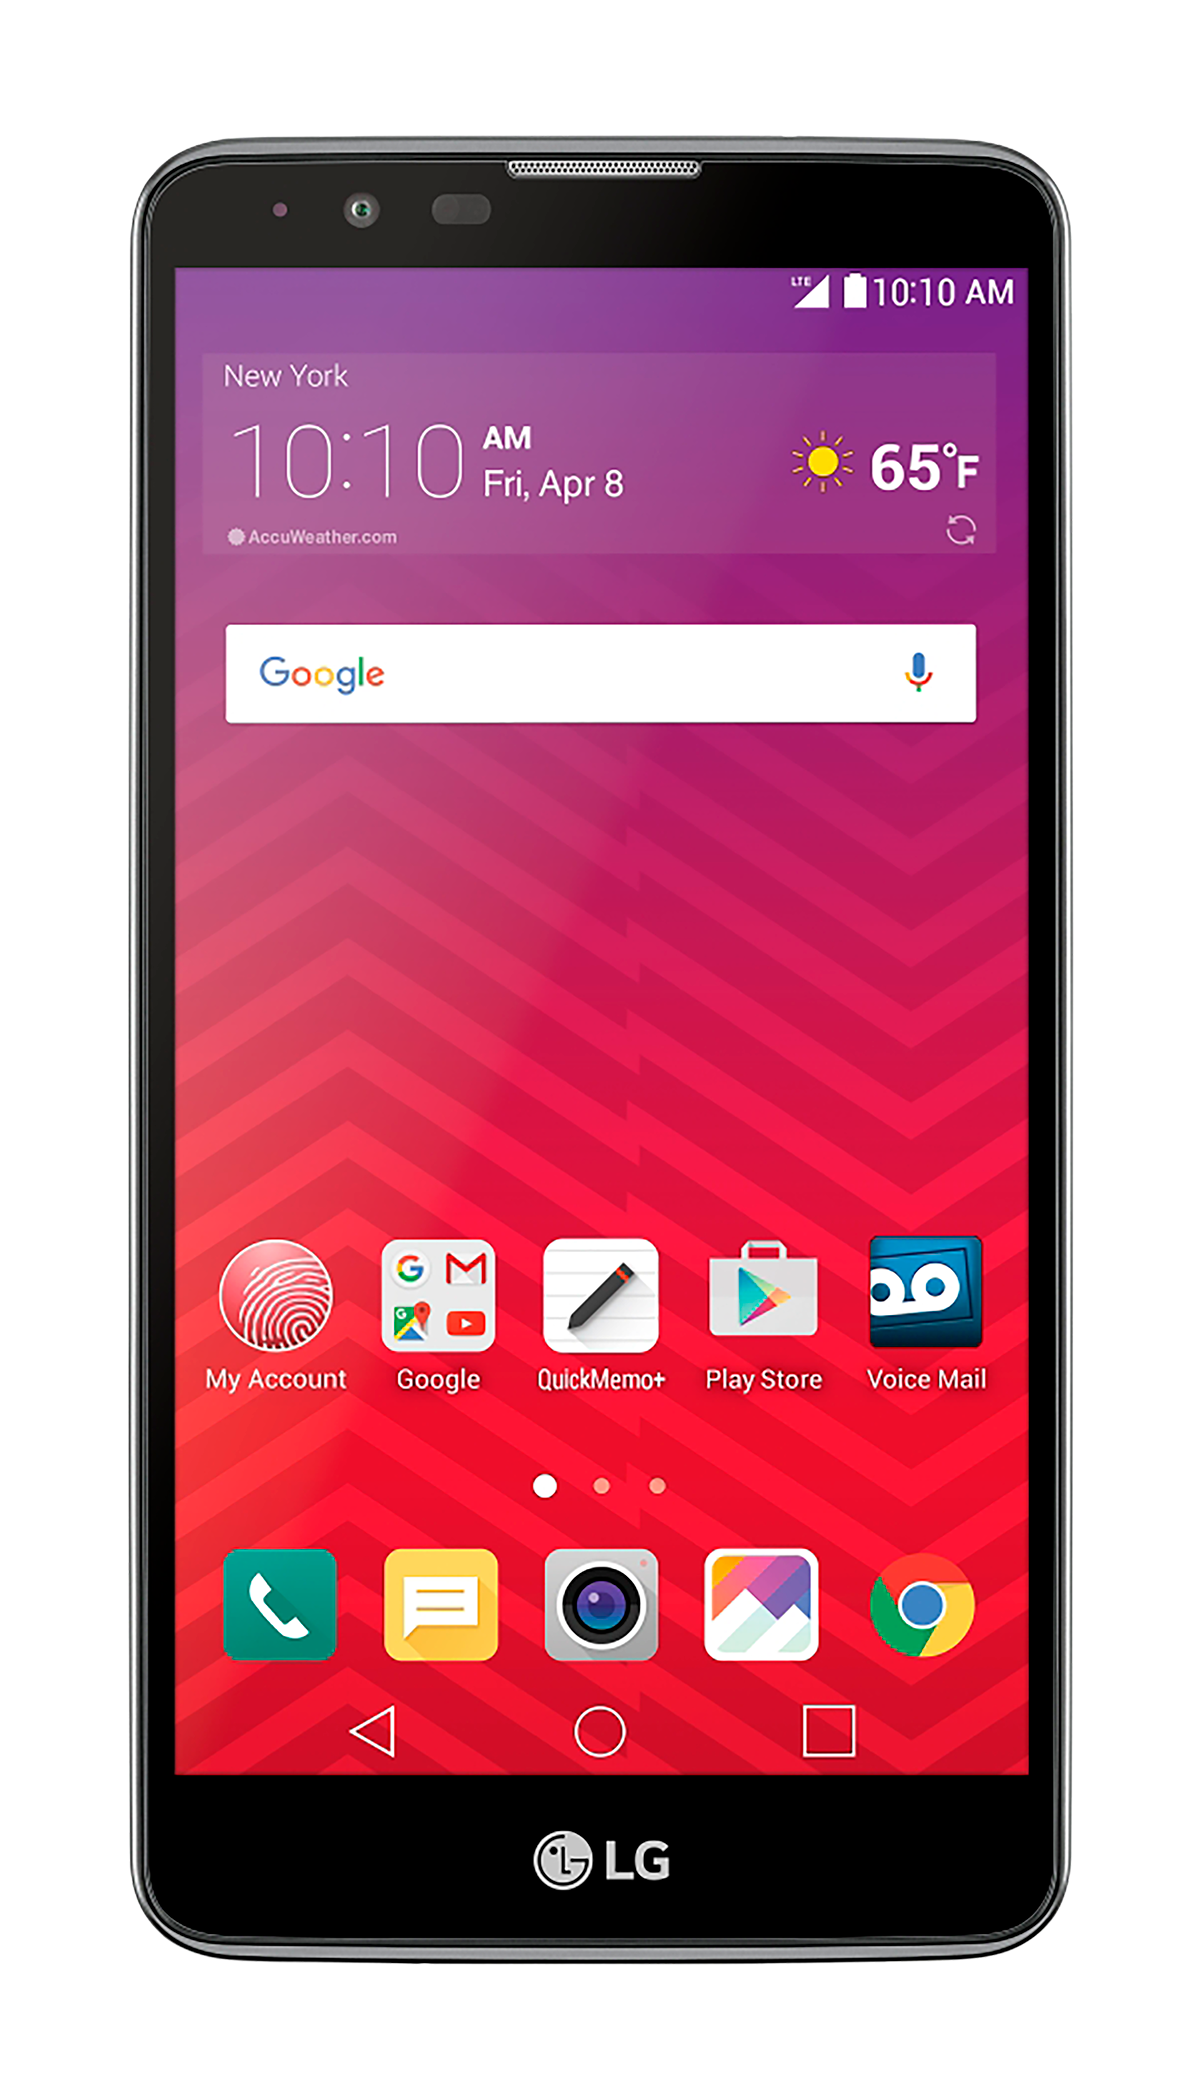 LTE 10:10 AM
New York
10:10 AM
Fri, Apr 8
65°F
AccuWeather.com
Google
G
My Account
Google
QuickMemo+
Play Store
Voice Mail
LG